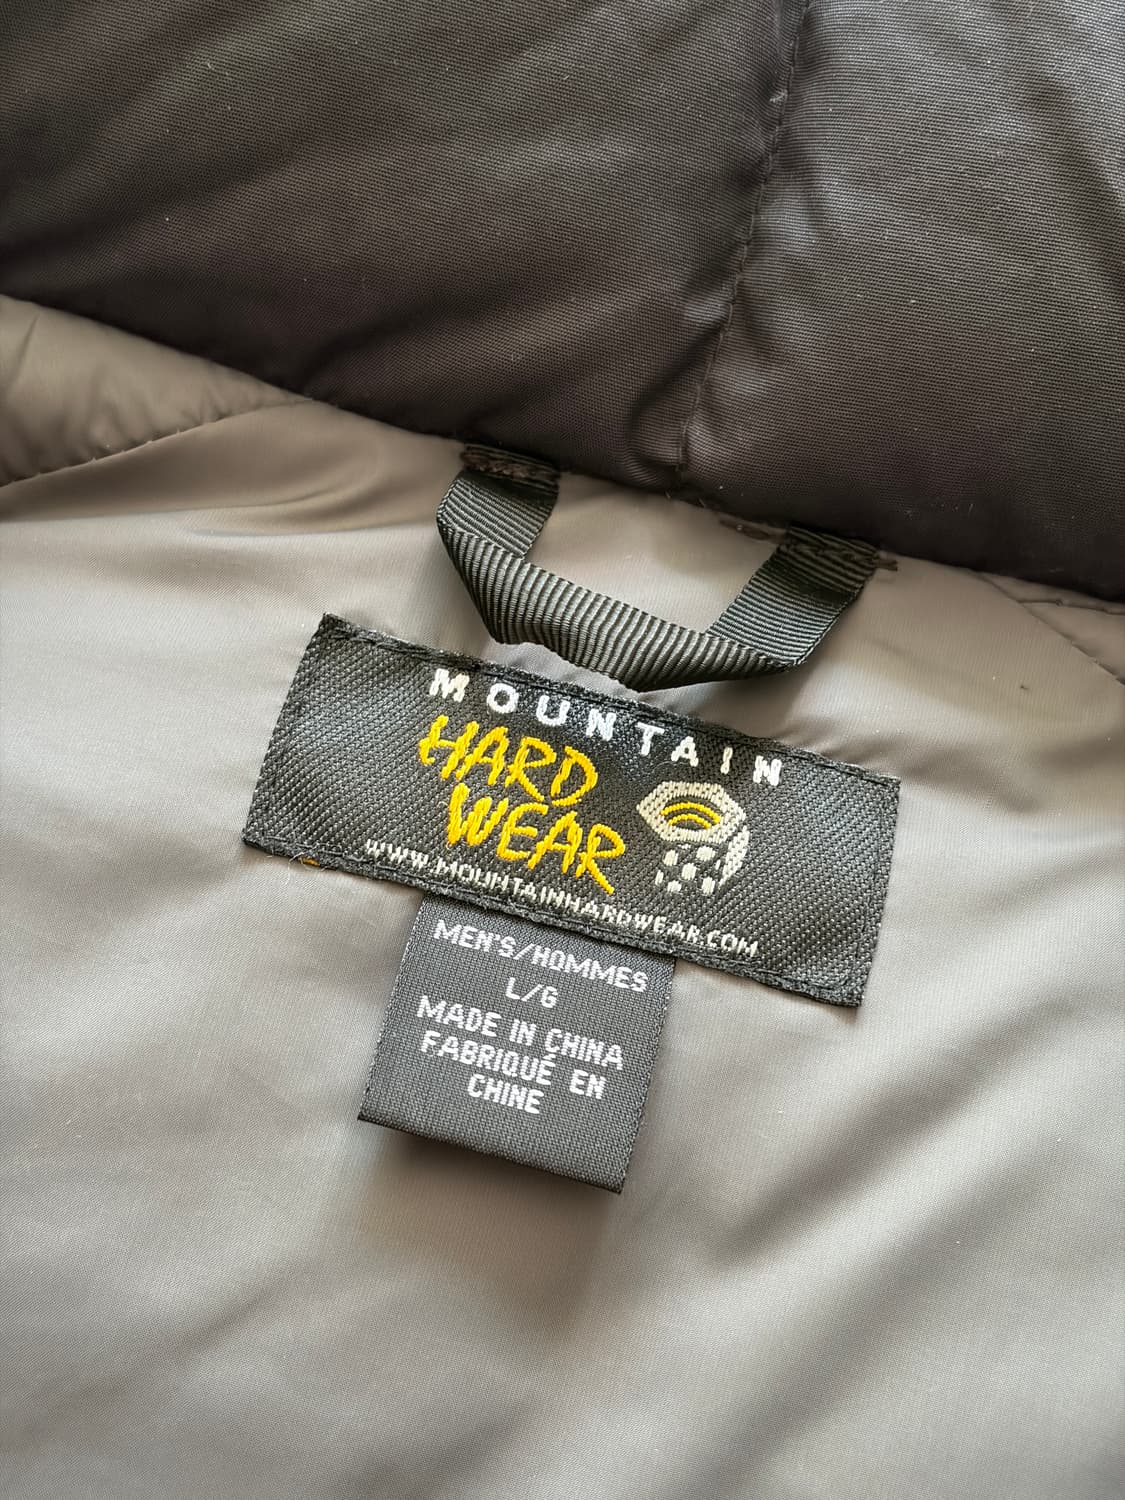 MOUNTAIN
HARD
WEAR
WWW.MOUNTAINHARDWEAR.COM
MEN'S/HOMMES
L/G
MADE IN CHINA
FABRIQUÉ EN
CHINE